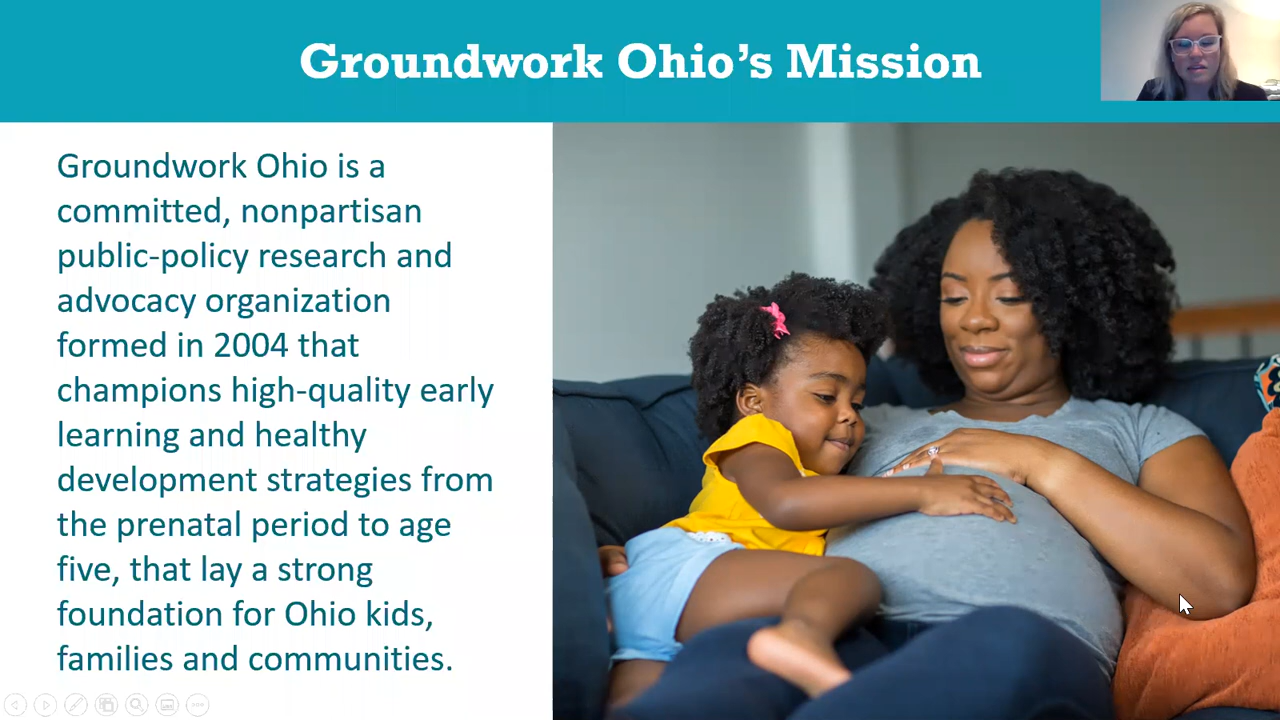 Groundwork Ohio’s Mission
Groundwork Ohio is a
committed, nonpartisan
public-policy research and
advocacy organization
formed in 2004 that
champions high-quality early
learning and healthy
development strategies from
the prenatal period to age
five, that lay a strong
foundation for Ohio kids,
families and communities.